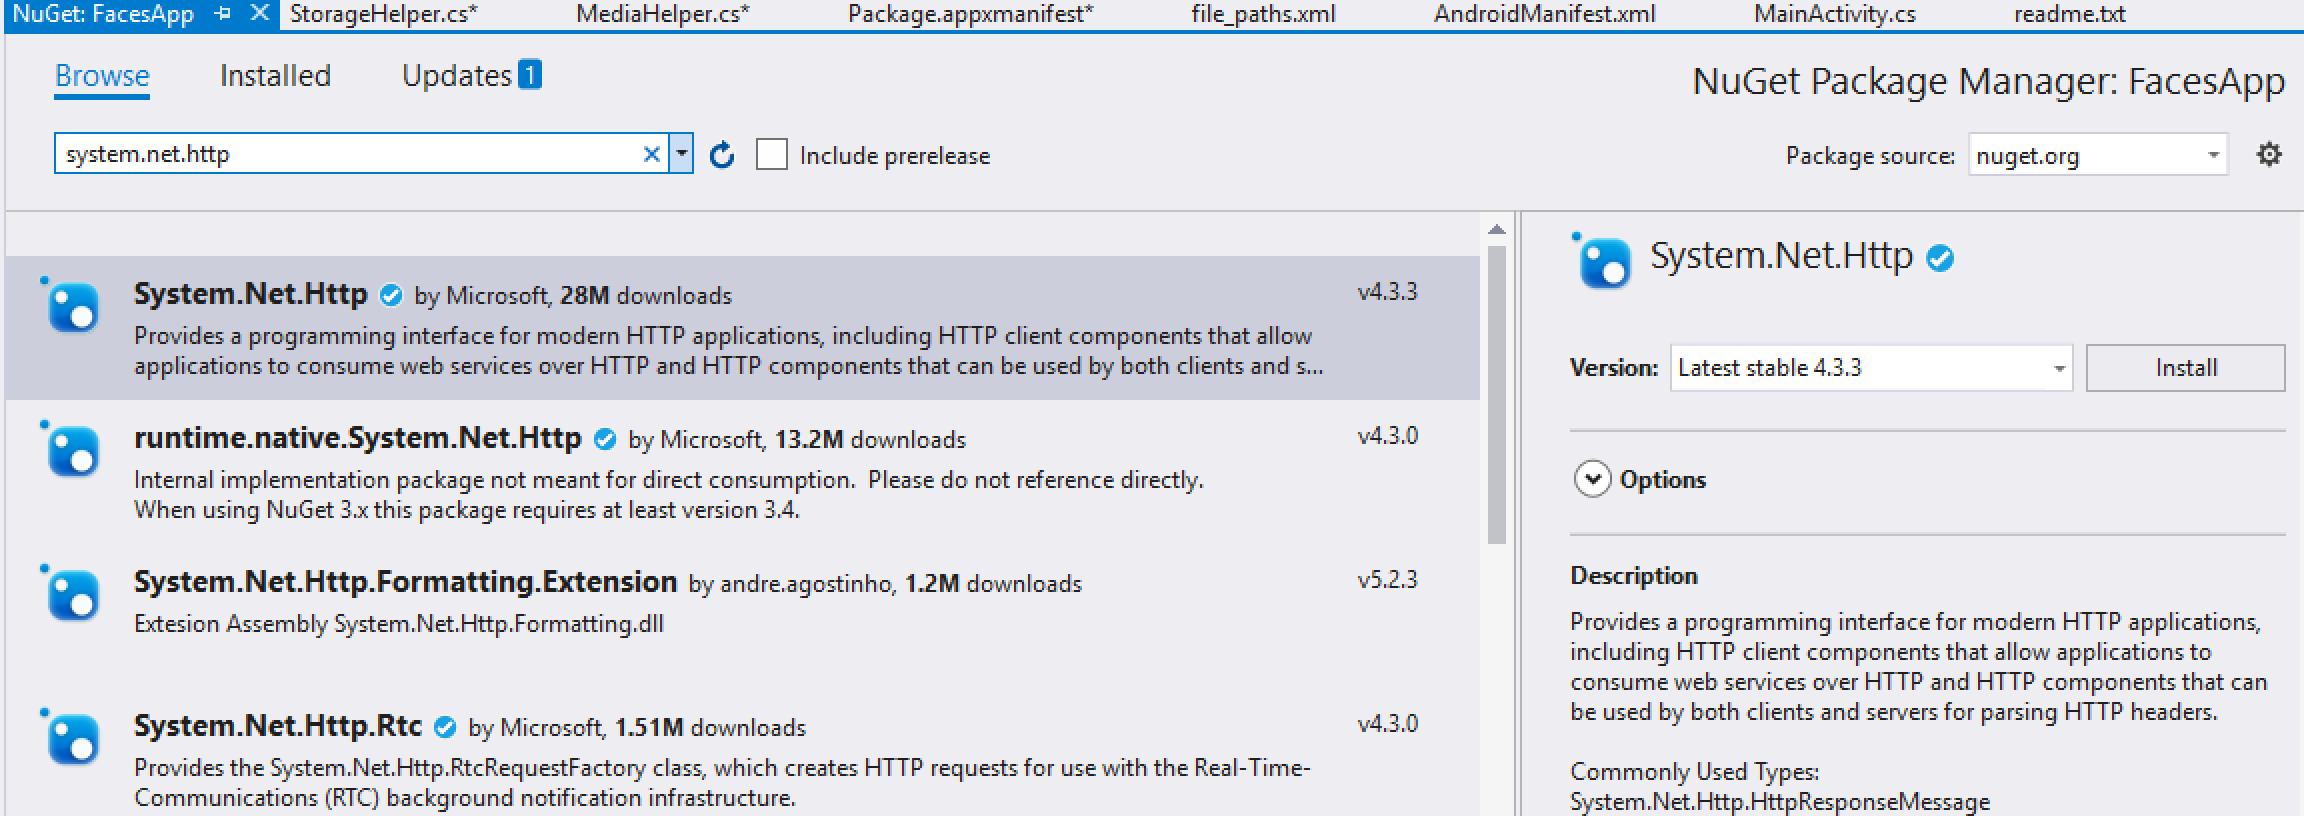 NuGet: FacesApp
StorageHelper.cs*
MediaHelper.cs*
Package.appxmanifest*
file_paths.xml
AndroidManifest.xml
MainActivity.cs
readme.txt
Browse
Installed
Updates 1
NuGet Package Manager: FacesApp
system.net.http
Include prerelease
Package source: nuget.org
System.Net.Http by Microsoft, 28M downloads
v4.3.3
Provides a programming interface for modern HTTP applications, including HTTP client components that allow
applications to consume web services over HTTP and HTTP components that can be used by both clients and s...
runtime.native.System.Net.Http by Microsoft, 13.2M downloads
v4.3.0
Internal implementation package not meant for direct consumption.  Please do not reference directly.
When using NuGet 3.x this package requires at least version 3.4.
System.Net.Http.Formatting.Extension by andre.agostinho, 1.2M downloads
v5.2.3
Extesion Assembly System.Net.Http.Formatting.dll
System.Net.Http.Rtc by Microsoft, 1.51M downloads
v4.3.0
Provides the System.Net.Http.RtcRequestFactory class, which creates HTTP requests for use with the Real-Time-
Communications (RTC) background notification infrastructure.
System.Net.Http
Version: Latest stable 4.3.3
Install
Options
Description
Provides a programming interface for modern HTTP applications,
including HTTP client components that allow applications to
consume web services over HTTP and HTTP components that can
be used by both clients and servers for parsing HTTP headers.
Commonly Used Types:
System.Net.Http.HttpResponseMessage